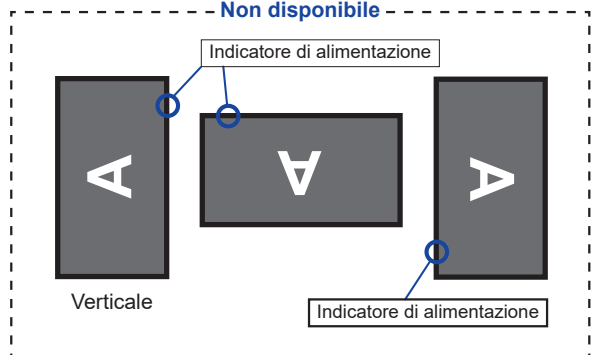 Non disponibile
Indicatore di alimentazione
A
A
A
Verticale
Indicatore di alimentazione